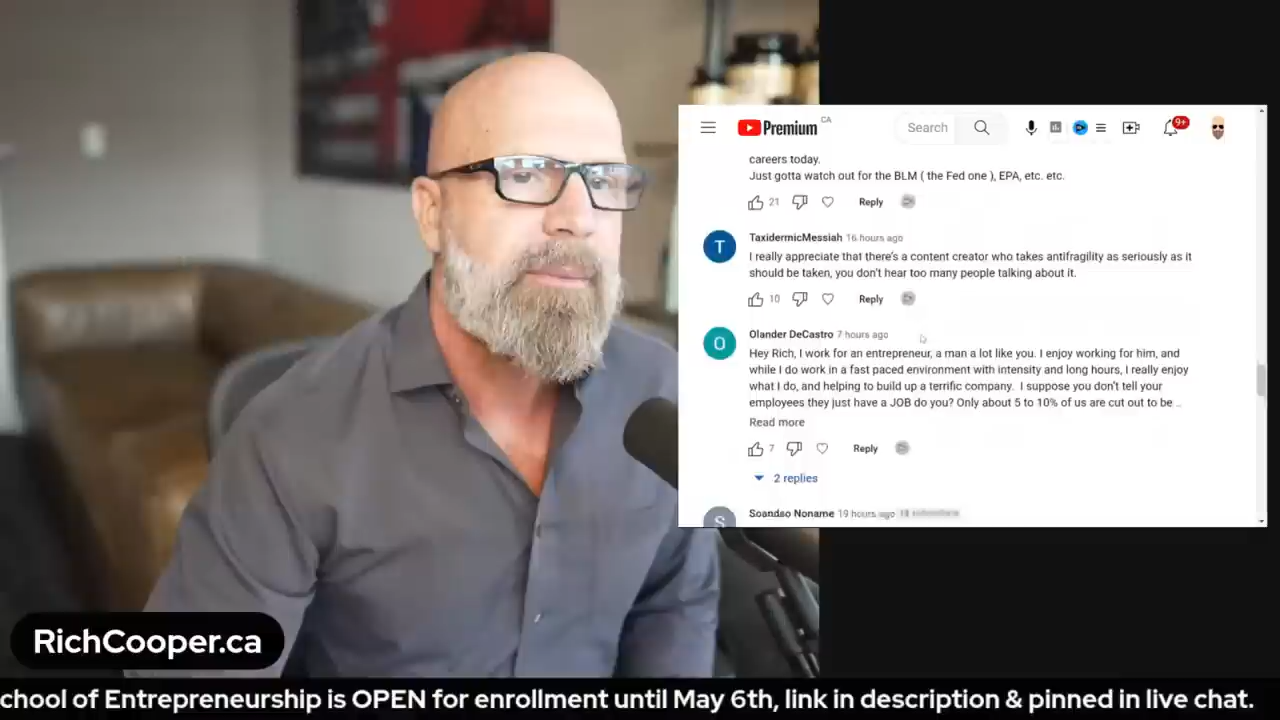 Premium
CA
Search
9+
careers today.
Just gotta watch out for the BLM ( the Fed one ), EPA, etc. etc.
21
Reply
T
TaxidermicMessiah 16 hours ago
I really appreciate that there's a content creator who takes antifragility as seriously as it
should be taken, you don't hear too many people talking about it.
10
Reply
O
Olander DeCastro 7 hours ago
Hey Rich, I work for an entrepreneur, a man a lot like you. I enjoy working for him, and
while I do work in a fast paced environment with intensity and long hours, I really enjoy
what I do, and helping to build up a terrific company. I suppose you don't tell your
employees they just have a JOB do you? Only about 5 to 10% of us are cut out to be ..
Read more
7
Reply
2 replies
S
Soandso Noname 19 hours ago
RichCooper.ca
chool of Entrepreneurship is OPEN for enrollment until May 6th, link in description & pinned in live chat.